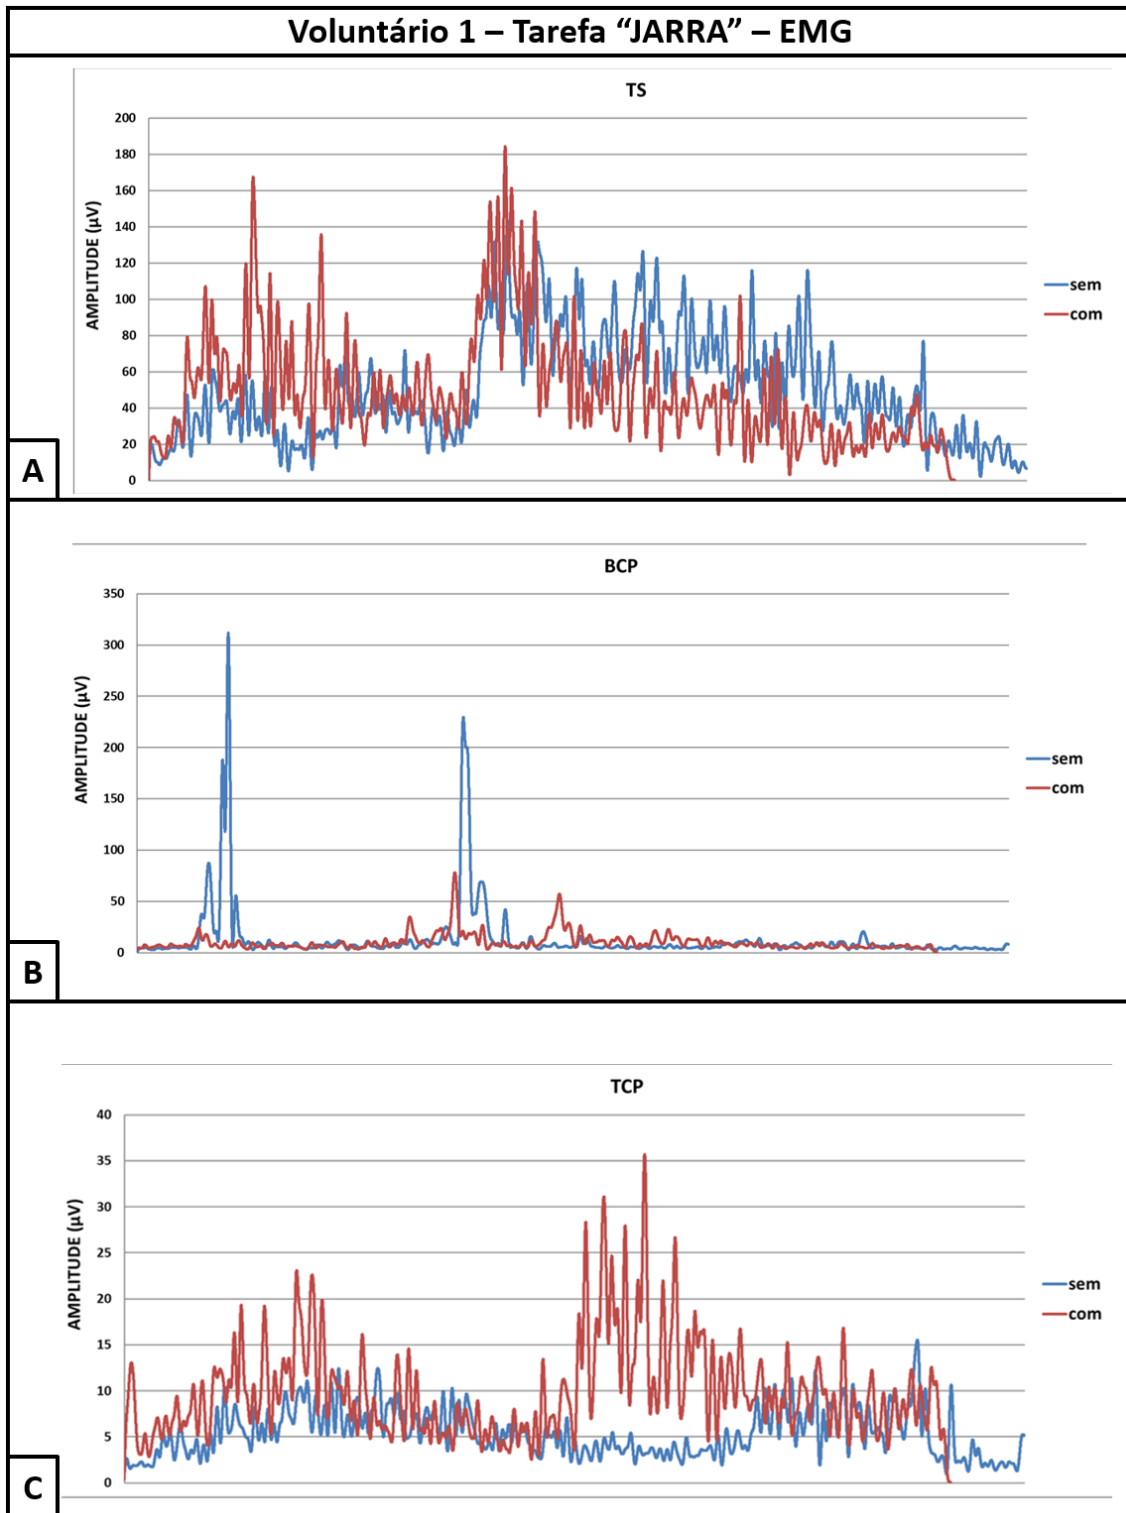 Voluntário 1 – Tarefa “JARRA” – EMG
TS
AMPLITUDE (µV)
200
180
160
140
120
100
80
60
40
20
0
sem
com
A
BCP
AMPLITUDE (µV)
350
300
250
200
150
100
50
0
sem
com
B
TCP
AMPLITUDE (µV)
40
35
30
25
20
15
10
5
0
sem
com
C